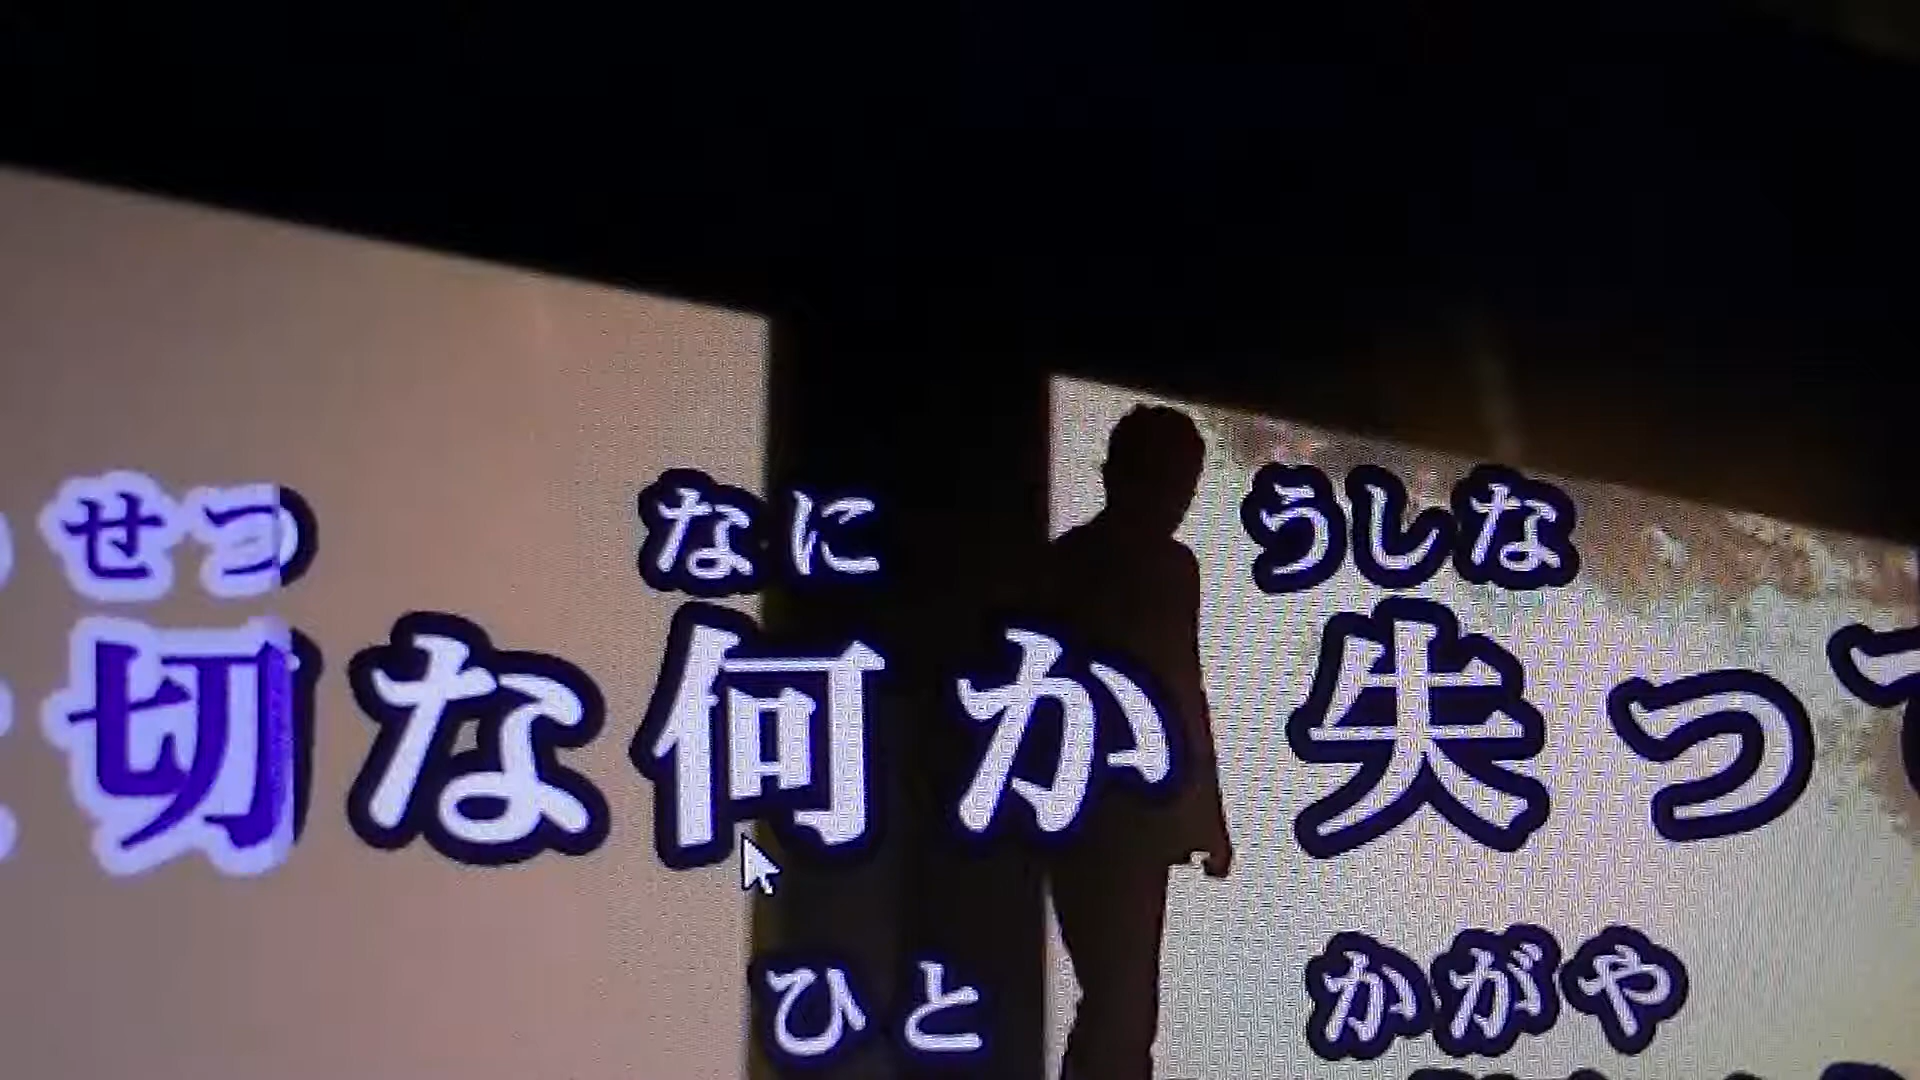 せつ なに うしな
切な何か 失っ
ひと かがや